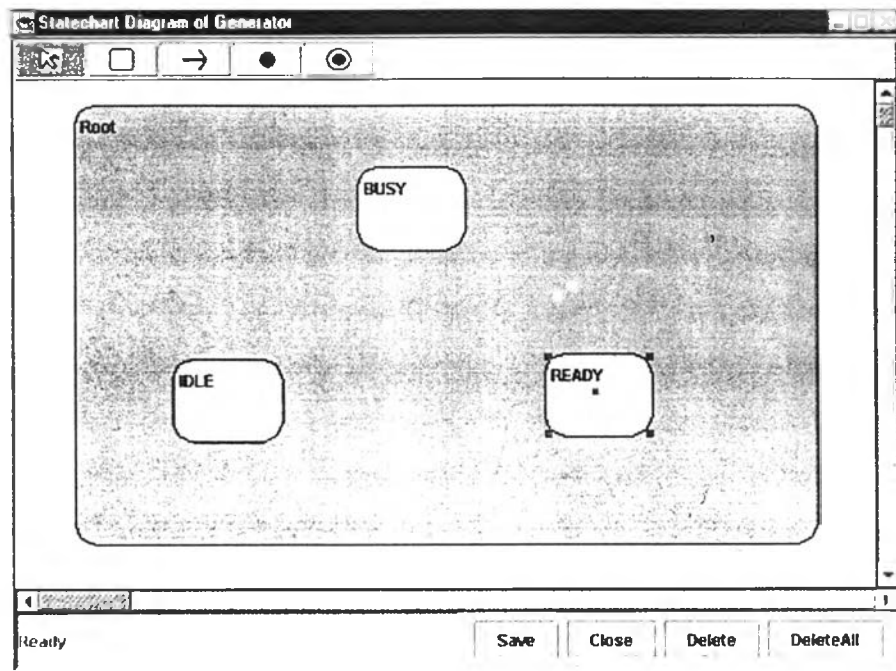 Statechart Diagram of Generator
Root
BUSY
IDLE
READY
Ready
Save Close Delete DeleteAll